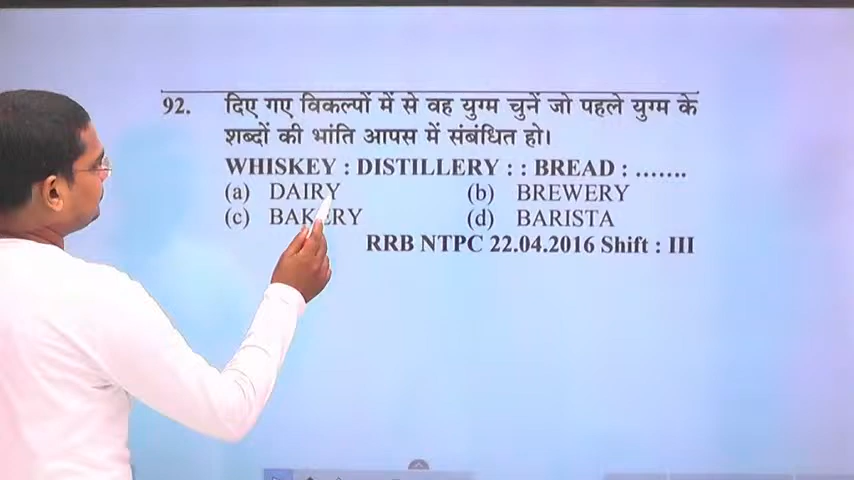 92. दिए गए विकल्पों में से वह युग्म चुनें जो पहले युग्म के
शब्दों की भांति आपस में संबंधित हो।
WHISKEY : DISTILLERY : : BREAD : .......
(a) DAIRY (b) BREWERY
(c) BAKERY (d) BARISTA
RRB NTPC 22.04.2016 Shift : III